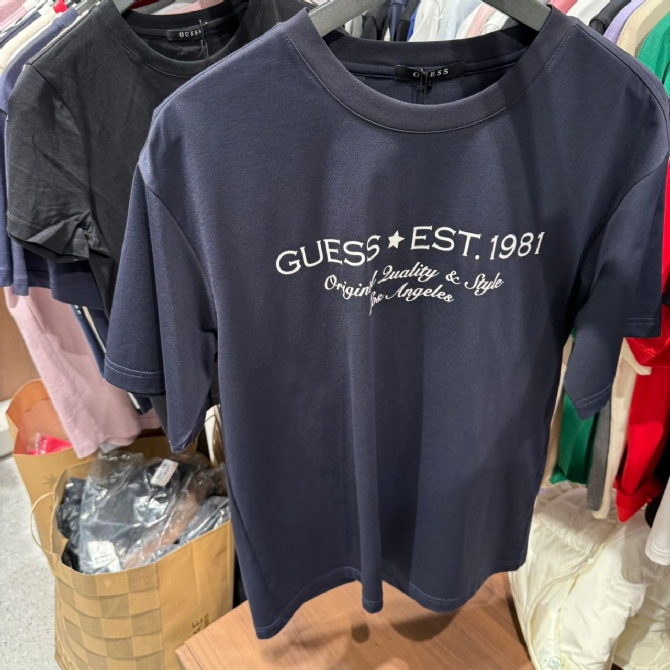 GUESS
GUESS
GUESS ★ EST. 1981
Original Quality & Style
Los Angeles